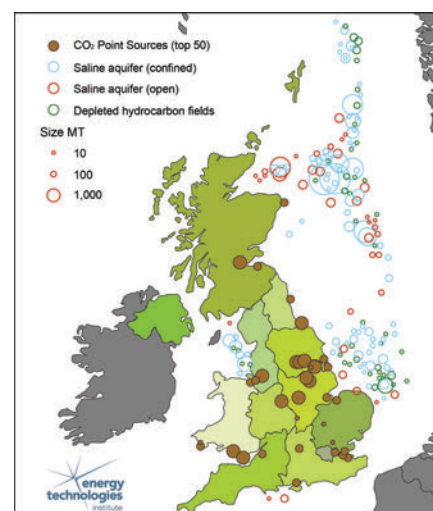 CO₂ Point Sources (top 50)
Saline aquifer (confined)
Saline aquifer (open)
Depleted hydrocarbon fields
Size MT
10
100
1,000
energy
technologies
institute